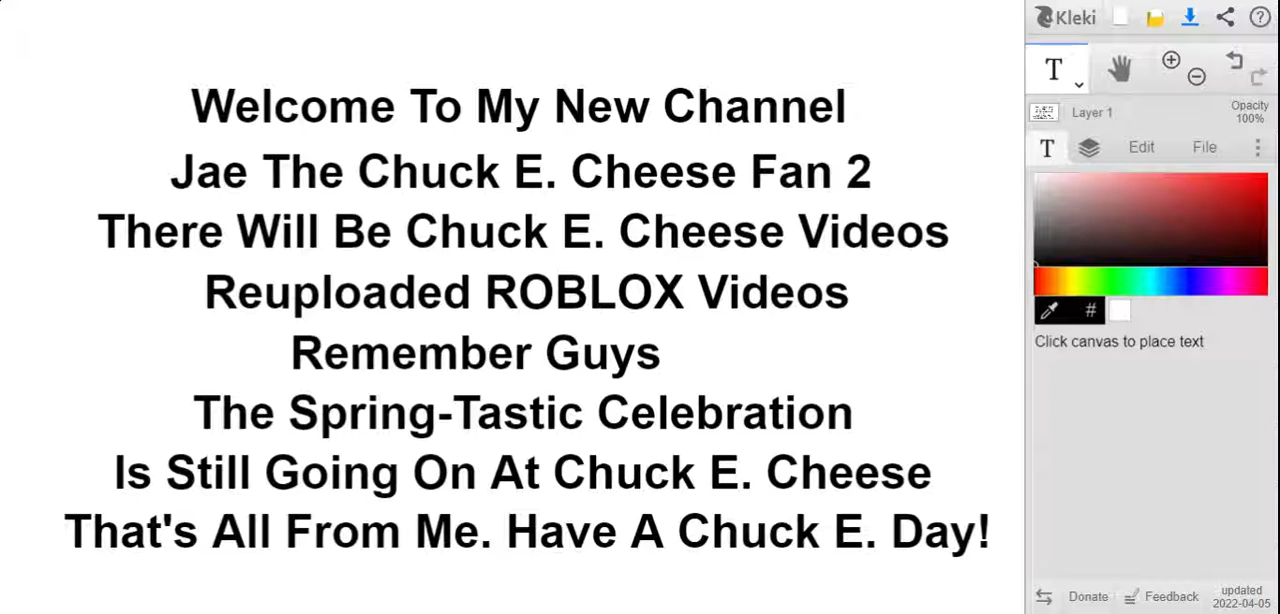 Welcome To My New Channel
Jae The Chuck E. Cheese Fan 2
There Will Be Chuck E. Cheese Videos
Reuploaded ROBLOX Videos
Remember Guys
The Spring-Tastic Celebration
Is Still Going On At Chuck E. Cheese
That's All From Me. Have A Chuck E. Day!
Kleki
?
T
Layer 1
Opacity
100%
T
Edit
File
#
Click canvas to place text
Donate
Feedback
updated
2022-04-05